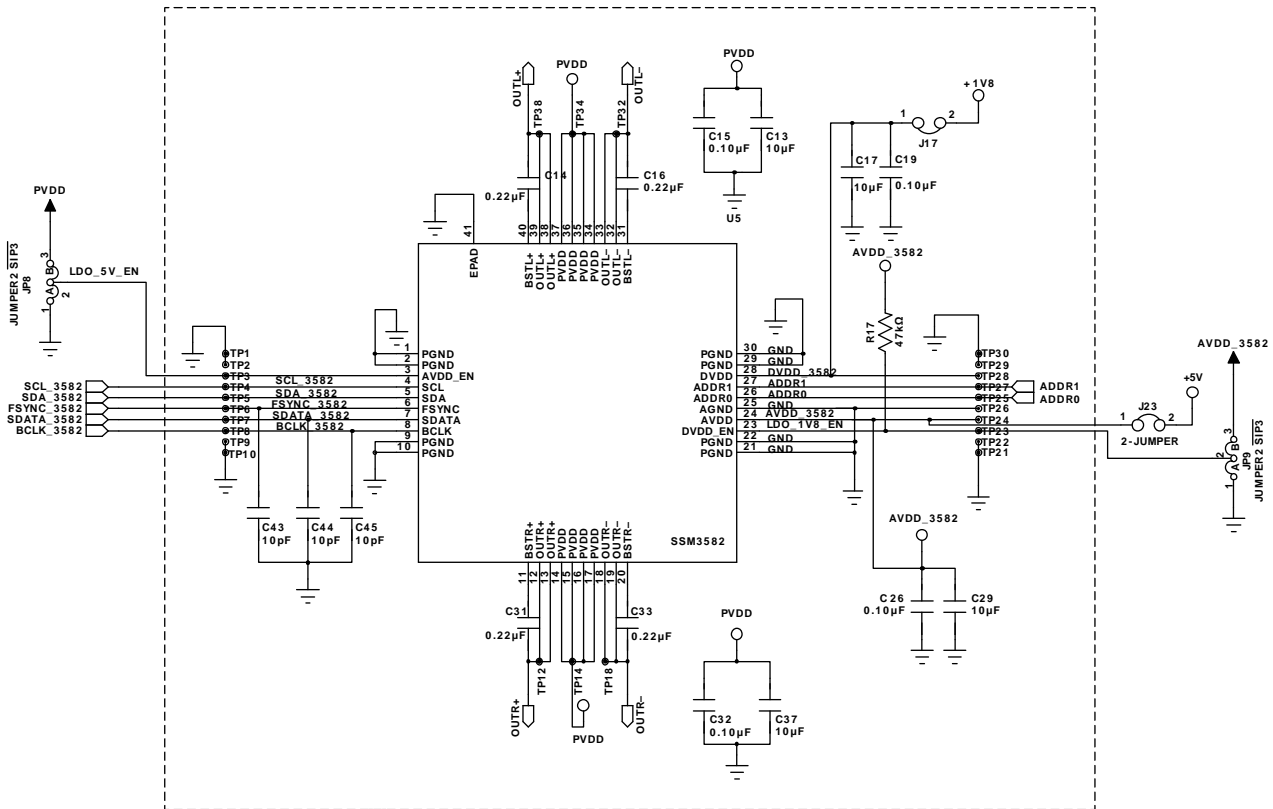 OUTL+
PVDD
OUTL–
TP38
TP34
TP32
C14
0.22µF
C16
0.22µF
PVDD
C15
0.10µF
C13
10µF
U5
+1V8
1
2
J17
C17
10µF
C19
0.10µF
AVDD_3582
R17
47kΩ
PVDD
LDO_5V_EN
3
B
A
2
1
JP8
JUMPER2 SIP3
41
40
39
38
37
36
35
34
33
32
31
EPAD
BSTL+
OUTL+
OUTL+
PVDD
PVDD
PVDD
PVDD
OUTL–
OUTL–
BSTL–
TP1
TP2
TP3
TP4
TP5
TP6
TP7
TP8
TP9
TP10
SCL_3582
SDA_3582
FSYNC_3582
SDATA_3582
BCLK_3582
SCL_3582
SDA_3582
FSYNC_3582
SDATA_3582
BCLK_3582
1 PGND
2 PGND
3 AVDD_EN
4 SCL
5 SDA
6 FSYNC
7 SDATA
8 BCLK
9 PGND
10 PGND
PGND 30 GND
PGND 29 GND
DVDD 28 DVDD_3582
ADDR1 27 ADDR1
ADDR0 26 ADDR0
AGND 25 GND
AVDD 24 AVDD_3582
DVDD_EN 23 LDO_1V8_EN
PGND 22 GND
PGND 21 GND
TP30
TP29
TP28
TP27
TP25
TP26
TP24
TP23
TP22
TP21
ADDR1
ADDR0
+5V
J23
1
2
2-JUMPER
AVDD_3582
3
B
2
A
1
JP9
JUMPER2 SIP3
C43
10pF
C44
10pF
C45
10pF
SSM3582
BSTR+
OUTR+
OUTR+
PVDD
PVDD
PVDD
PVDD
OUTR–
OUTR–
BSTR–
11
12
13
14
15
16
17
18
19
20
C31
0.22µF
C33
0.22µF
TP12
TP14
TP18
OUTR+
PVDD
OUTR–
PVDD
C32
0.10µF
C37
10µF
AVDD_3582
C26
0.10µF
C29
10µF